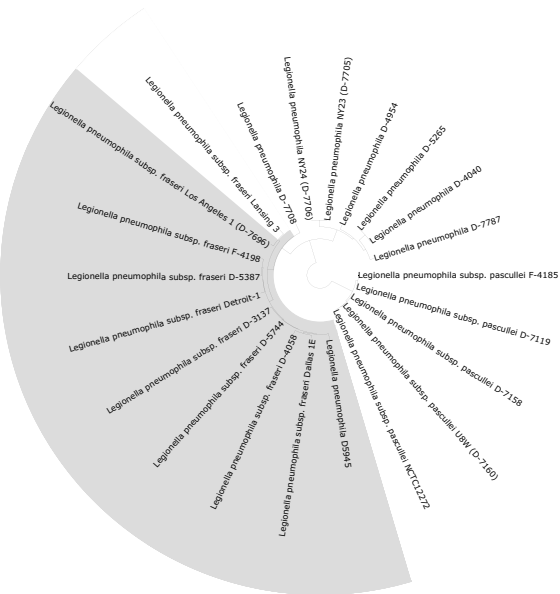 Legionella pneumophila subsp. fraseri Lansing 3
Legionella pneumophila D-7708
Legionella pneumophila NY24 (D-7706)
Legionella pneumophila NY23 (D-7705)
Legionella pneumophila D-4954
Legionella pneumophila D-5265
Legionella pneumophila D-4040
Legionella pneumophila D-7787
Legionella pneumophila subsp. pascullei F-4185
Legionella pneumophila subsp. pascullei D-7119
Legionella pneumophila subsp. pascullei D-7158
Legionella pneumophila subsp. pascullei U8W (D-7160)
Legionella pneumophila subsp. pascullei NCTC12272
Legionella pneumophila D5945
Legionella pneumophila subsp. fraseri Dallas 1E
Legionella pneumophila subsp. fraseri D-4058
Legionella pneumophila subsp. fraseri D-5744
Legionella pneumophila subsp. fraseri D-3137
Legionella pneumophila subsp. fraseri Detroit-1
Legionella pneumophila subsp. fraseri D-5387
Legionella pneumophila subsp. fraseri F-4198
Legionella pneumophila subsp. fraseri Los Angeles 1 (D-7696)